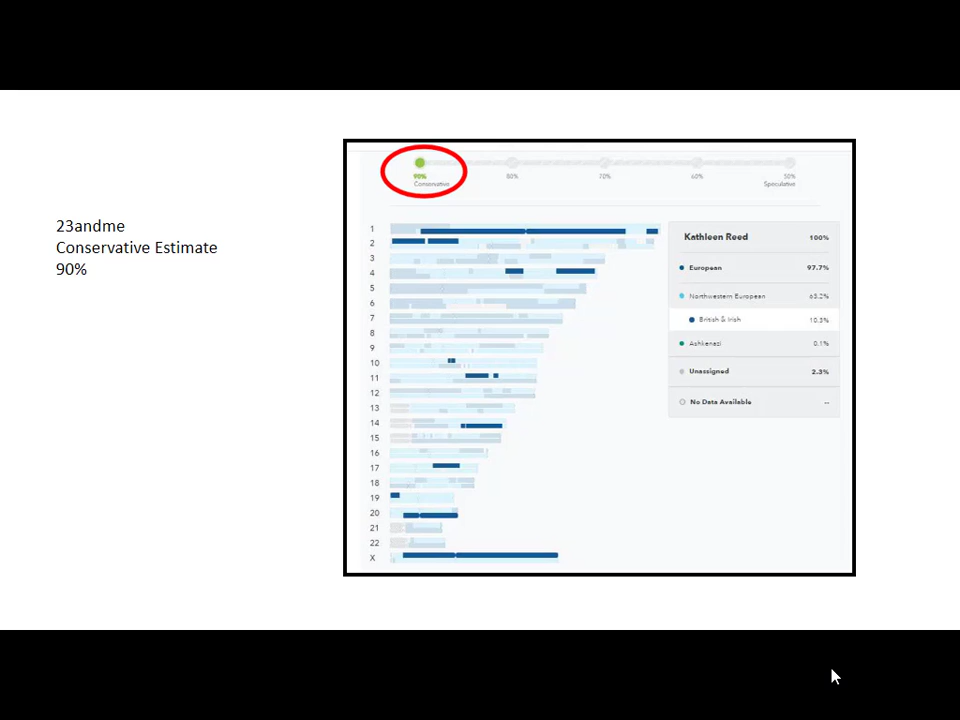 23andme
Conservative Estimate
90%
90% 80% 70% 60% 50%
Conservative Speculative
1
2
3
4
5
6
7
8
9
10
11
12
13
14
15
16
17
18
19
20
21
22
X
Kathleen Reed 100%
European 97.7%
Northwestern European 63.2%
British & Irish 10.3%
Ashkenazi 0.1%
Unassigned 2.3%
No Data Available --